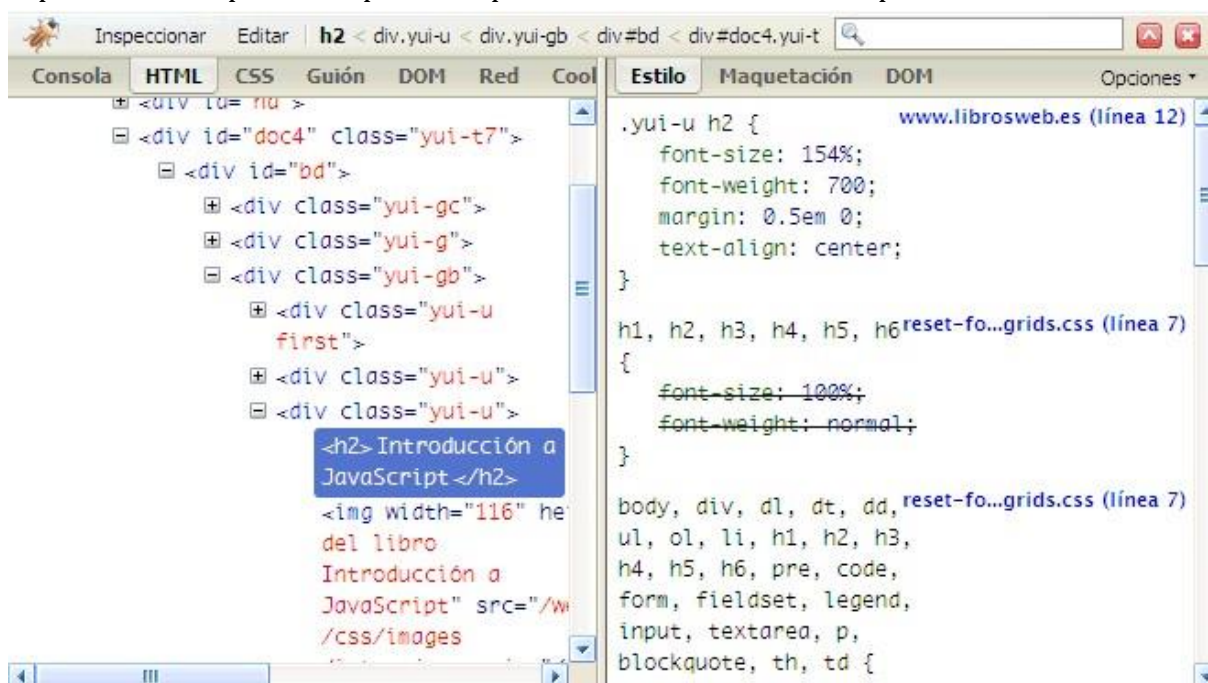 Inspeccionar Editar h2 < div.yui-u < div.yui-gb < div#bd < div#doc4.yui-t
Consola HTML CSS Guión DOM Red Cool
<div id="doc4" class="yui-t7">
<div id="bd">
<div class="yui-gc">
<div class="yui-g">
<div class="yui-gb">
<div class="yui-u
first">
<div class="yui-u">
<div class="yui-u">
<h2>Introducción a
JavaScript</h2>
<img width="116" he
del libro
Introducción a
JavaScript" src="/w
/css/images
Estilo Maquetación DOM Opciones
.yui-u h2 { www.librosweb.es (línea 12)
font-size: 154%;
font-weight: 700;
margin: 0.5em 0;
text-align: center;
}
h1, h2, h3, h4, h5, h6 reset-fo...grids.css (línea 7)
{
font-size: 100%;
font-weight: normal;
}
body, div, dl, dt, dd, reset-fo...grids.css (línea 7)
ul, ol, li, h1, h2, h3,
h4, h5, h6, pre, code,
form, fieldset, legend,
input, textarea, p,
blockquote, th, td {